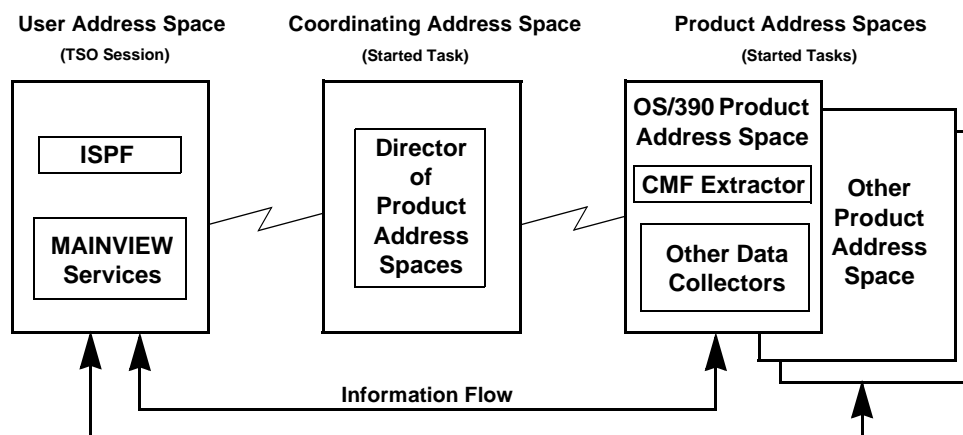 User Address Space
(TSO Session)
Coordinating Address Space
(Started Task)
Product Address Spaces
(Started Tasks)
ISPF
MAINVIEW
Services
Director
of
Product
Address
Spaces
OS/390 Product
Address Space
CMF Extractor
Other Data
Collectors
Other
Product
Address
Space
Information Flow